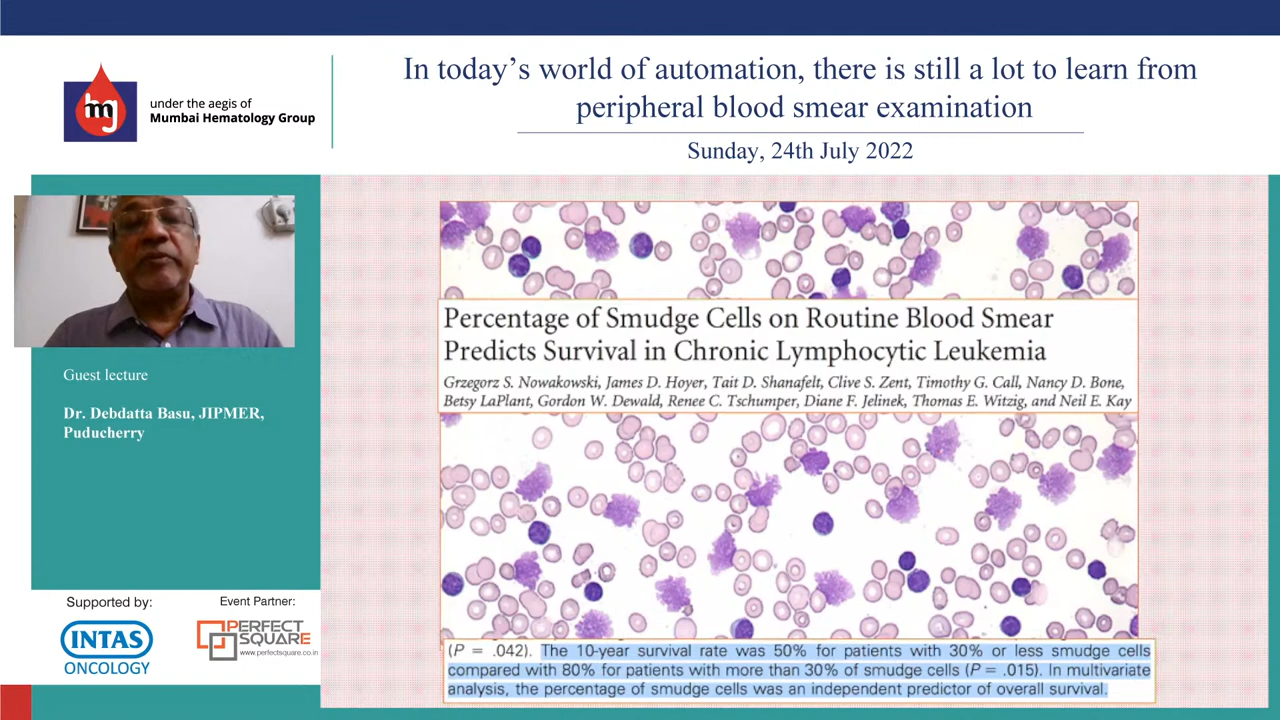 In today's world of automation, there is still a lot to learn from
peripheral blood smear examination
Sunday, 24th July 2022
under the aegis of
Mumbai Hematology Group
Guest lecture
Dr. Debdatta Basu, JIPMER,
Puducherry
Supported by:
INTAS
ONCOLOGY
Event Partner:
PERFECT
SQUARE
www.perfectsquare.co.in
Percentage of Smudge Cells on Routine Blood Smear
Predicts Survival in Chronic Lymphocytic Leukemia
Grzegorz S. Nowakowski, James D. Hoyer, Tait D. Shanafelt, Clive S. Zent, Timothy G. Call, Nancy D. Bone,
Betsy LaPlant, Gordon W. Dewald, Renee C. Tschumper, Diane F. Jelinek, Thomas E. Witzig, and Neil E. Kay
(P = .042). The 10-year survival rate was 50% for patients with 30% or less smudge cells
compared with 80% for patients with more than 30% of smudge cells (P = .015). In multivariate
analysis, the percentage of smudge cells was an independent predictor of overall survival.